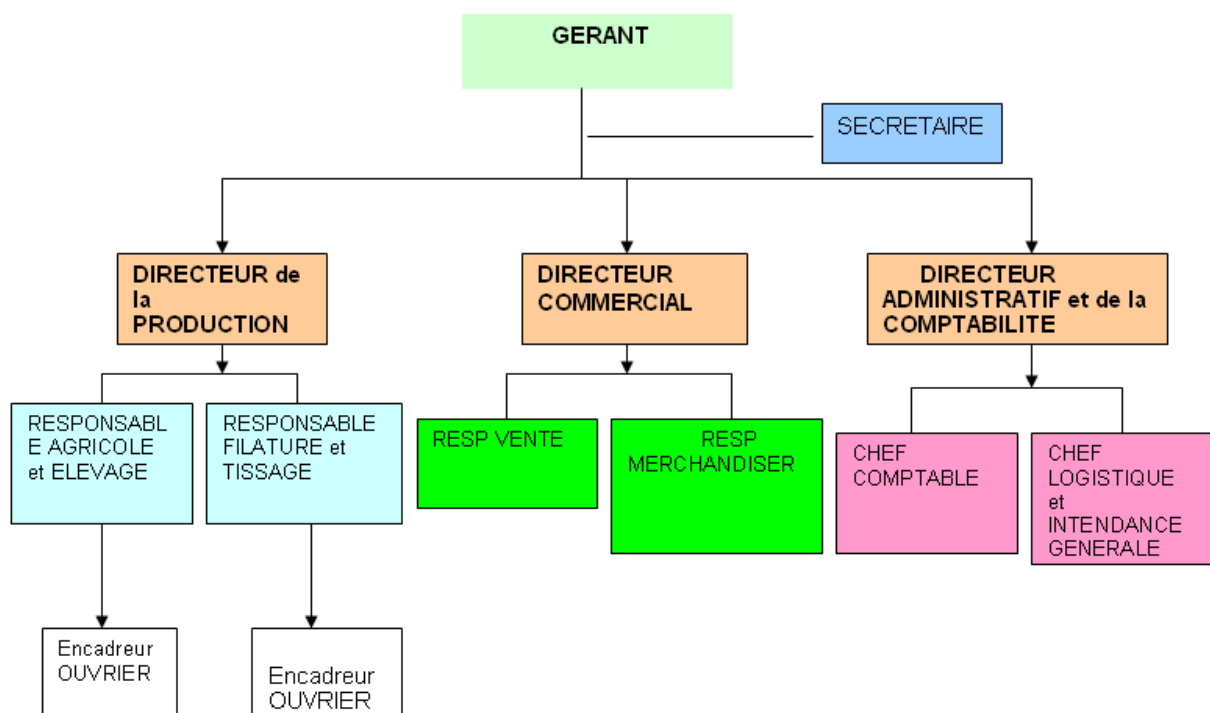 GERANT
SECRETAIRE
DIRECTEUR de
la
PRODUCTION
DIRECTEUR
COMMERCIAL
DIRECTEUR
ADMINISTRATIF et de la
COMPTABILITE
RESPONSABL
E AGRICOLE
et ELEVAGE
RESPONSABLE
FILATURE et
TISSAGE
RESP VENTE
RESP
MERCHANDISER
CHEF
COMPTABLE
CHEF
LOGISTIQUE
et
INTENDANCE
GENERALE
Encadreur
OUVRIER
Encadreur
OUVRIER